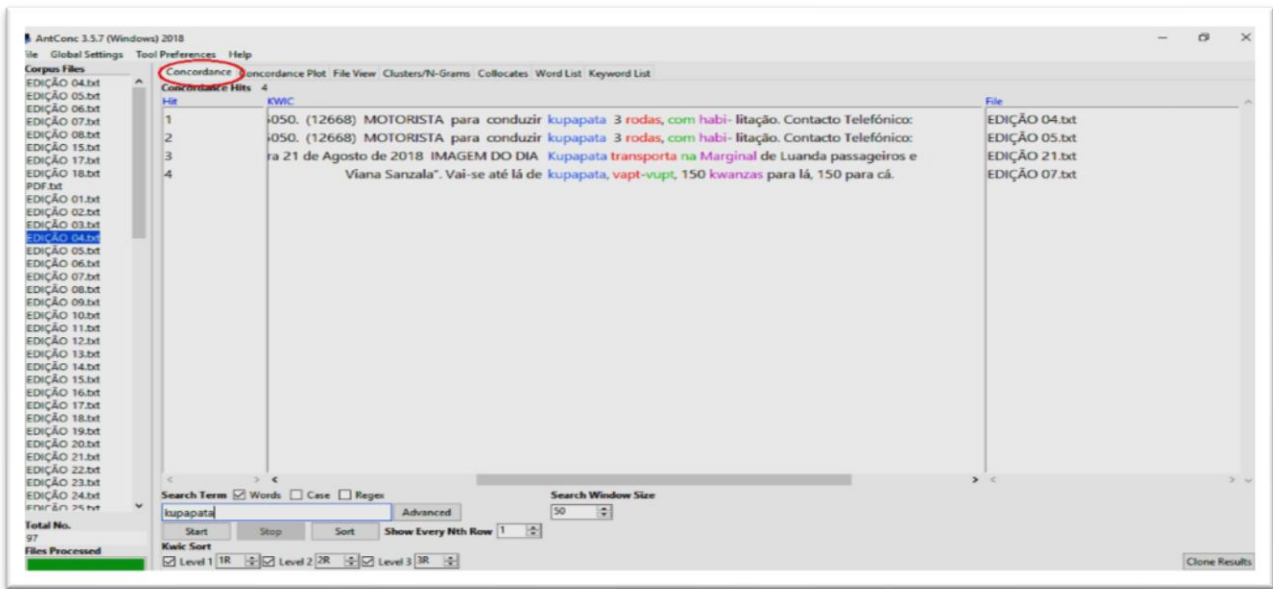 AntConc 3.5.7 (Windows) 2018
ile Global Settings Tool Preferences Help
Corpus Files
EDIÇÃO 04.txt
EDIÇÃO 05.txt
EDIÇÃO 06.txt
EDIÇÃO 07.txt
EDIÇÃO 08.txt
EDIÇÃO 15.txt
EDIÇÃO 17.txt
EDIÇÃO 18.txt
PDF.txt
EDIÇÃO 01.txt
EDIÇÃO 02.txt
EDIÇÃO 03.txt
EDIÇÃO 04.txt
EDIÇÃO 05.txt
EDIÇÃO 06.txt
EDIÇÃO 07.txt
EDIÇÃO 08.txt
EDIÇÃO 09.txt
EDIÇÃO 10.txt
EDIÇÃO 11.txt
EDIÇÃO 12.txt
EDIÇÃO 13.txt
EDIÇÃO 14.txt
EDIÇÃO 15.txt
EDIÇÃO 16.txt
EDIÇÃO 17.txt
EDIÇÃO 18.txt
EDIÇÃO 19.txt
EDIÇÃO 20.txt
EDIÇÃO 21.txt
EDIÇÃO 22.txt
EDIÇÃO 23.txt
EDIÇÃO 24.txt
EDIÇÃO 25.txt
Total No.
97
Files Processed
Concordance Concordance Plot File View Clusters/N-Grams Collocates Word List Keyword List
Concordance Hits 4
Hit KWIC File
1 050. (12668) MOTORISTA para conduzir kupapata 3 rodas, com habi- litação. Contacto Telefónico: EDIÇÃO 04.txt
2 050. (12668) MOTORISTA para conduzir kupapata 3 rodas, com habi- litação. Contacto Telefónico: EDIÇÃO 05.txt
3 ra 21 de Agosto de 2018 IMAGEM DO DIA Kupapata transporta na Marginal de Luanda passageiros e EDIÇÃO 21.txt
4 Viana Sanzala". Vai-se até lá de kupapata, vapt-vupt, 150 kwanzas para lá, 150 para cá. EDIÇÃO 07.txt
Search Term Words Case Regex Search Window Size
kupapata Advanced 50
Start Stop Sort Show Every Nth Row 1
Kwic Sort
Level 1 1R Level 2 2R Level 3 3R Clone Results